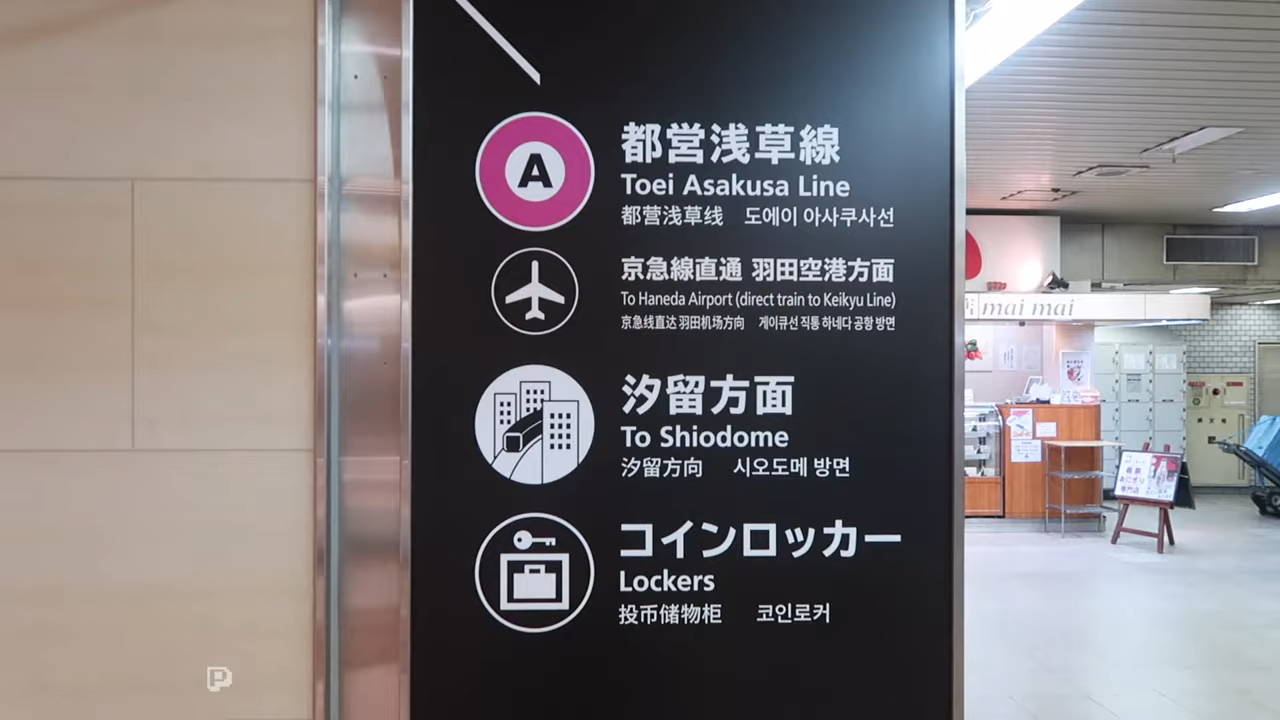 A
都営浅草線
Toei Asakusa Line
都营浅草线 도에이 아사쿠사선
京急線直通 羽田空港方面
To Haneda Airport (direct train to Keikyu Line)
京急线直达 羽田机场方向 게이큐선 직통 하네다 공항 방면
汐留方面
To Shiodome
汐留方向 시오도메 방면
コインロッカー
Lockers
投币储物柜 코인로커
mai mai
P